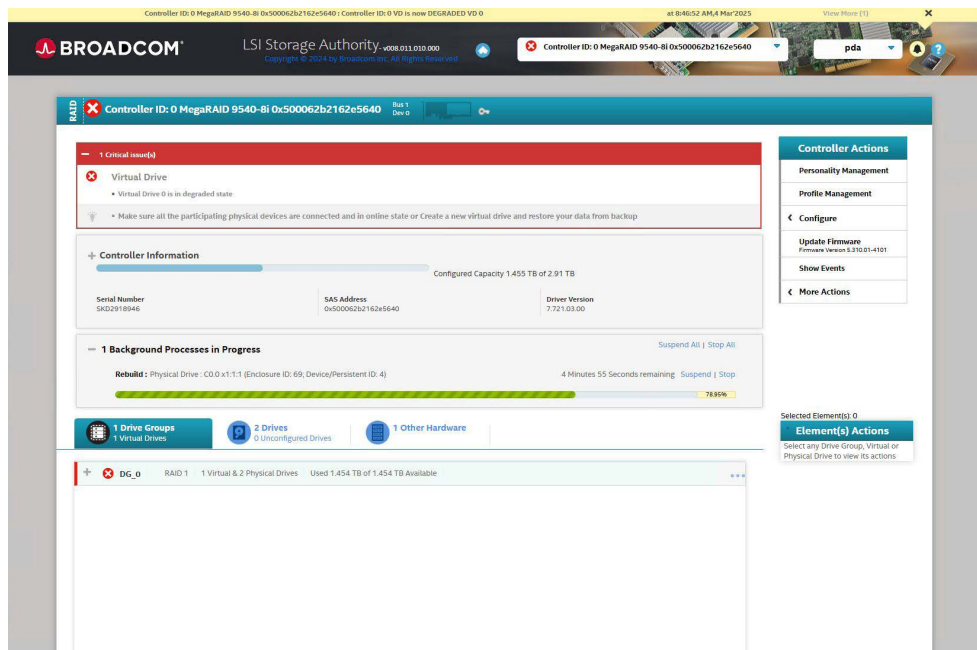 Controller ID: 0 MegaRAID 9540-8i 0x500062b2162e5640 : Controller ID: 0 VD is now DEGRADED VD 0 at 8:46:52 AM,4 Mar'2025 View More (1)
BROADCOM
LSI Storage Authority- v008.011.010.000
Copyright © 2024 by Broadcom Inc. All Rights Reserved
Controller ID: 0 MegaRAID 9540-8i 0x500062b2162e5640
pda
RAID
Controller ID: 0 MegaRAID 9540-8i 0x500062b2162e5640
Bus 1
Dev 0
1 Critical issue(s)
Virtual Drive
• Virtual Drive 0 is in degraded state
• Make sure all the participating physical devices are connected and in online state or Create a new virtual drive and restore your data from backup
Controller Information
Configured Capacity 1.455 TB of 2.91 TB
Serial Number
SKD2918946
SAS Address
0x500062b2162e5640
Driver Version
7.721.03.00
1 Background Processes in Progress
Suspend All | Stop All
Rebuild : Physical Drive : C0.0 x1:1:1 (Enclosure ID: 69; Device/Persistent ID: 4) 4 Minutes 55 Seconds remaining Suspend | Stop
78.95%
1 Drive Groups
1 Virtual Drives
2 Drives
0 Unconfigured Drives
1 Other Hardware
DG_0 RAID 1 1 Virtual & 2 Physical Drives Used 1.454 TB of 1.454 TB Available
Controller Actions
Personality Management
Profile Management
Configure
Update Firmware
Firmware Version 5.310.01-4101
Show Events
More Actions
Selected Element(s): 0
Element(s) Actions
Select any Drive Group, Virtual or
Physical Drive to view its actions